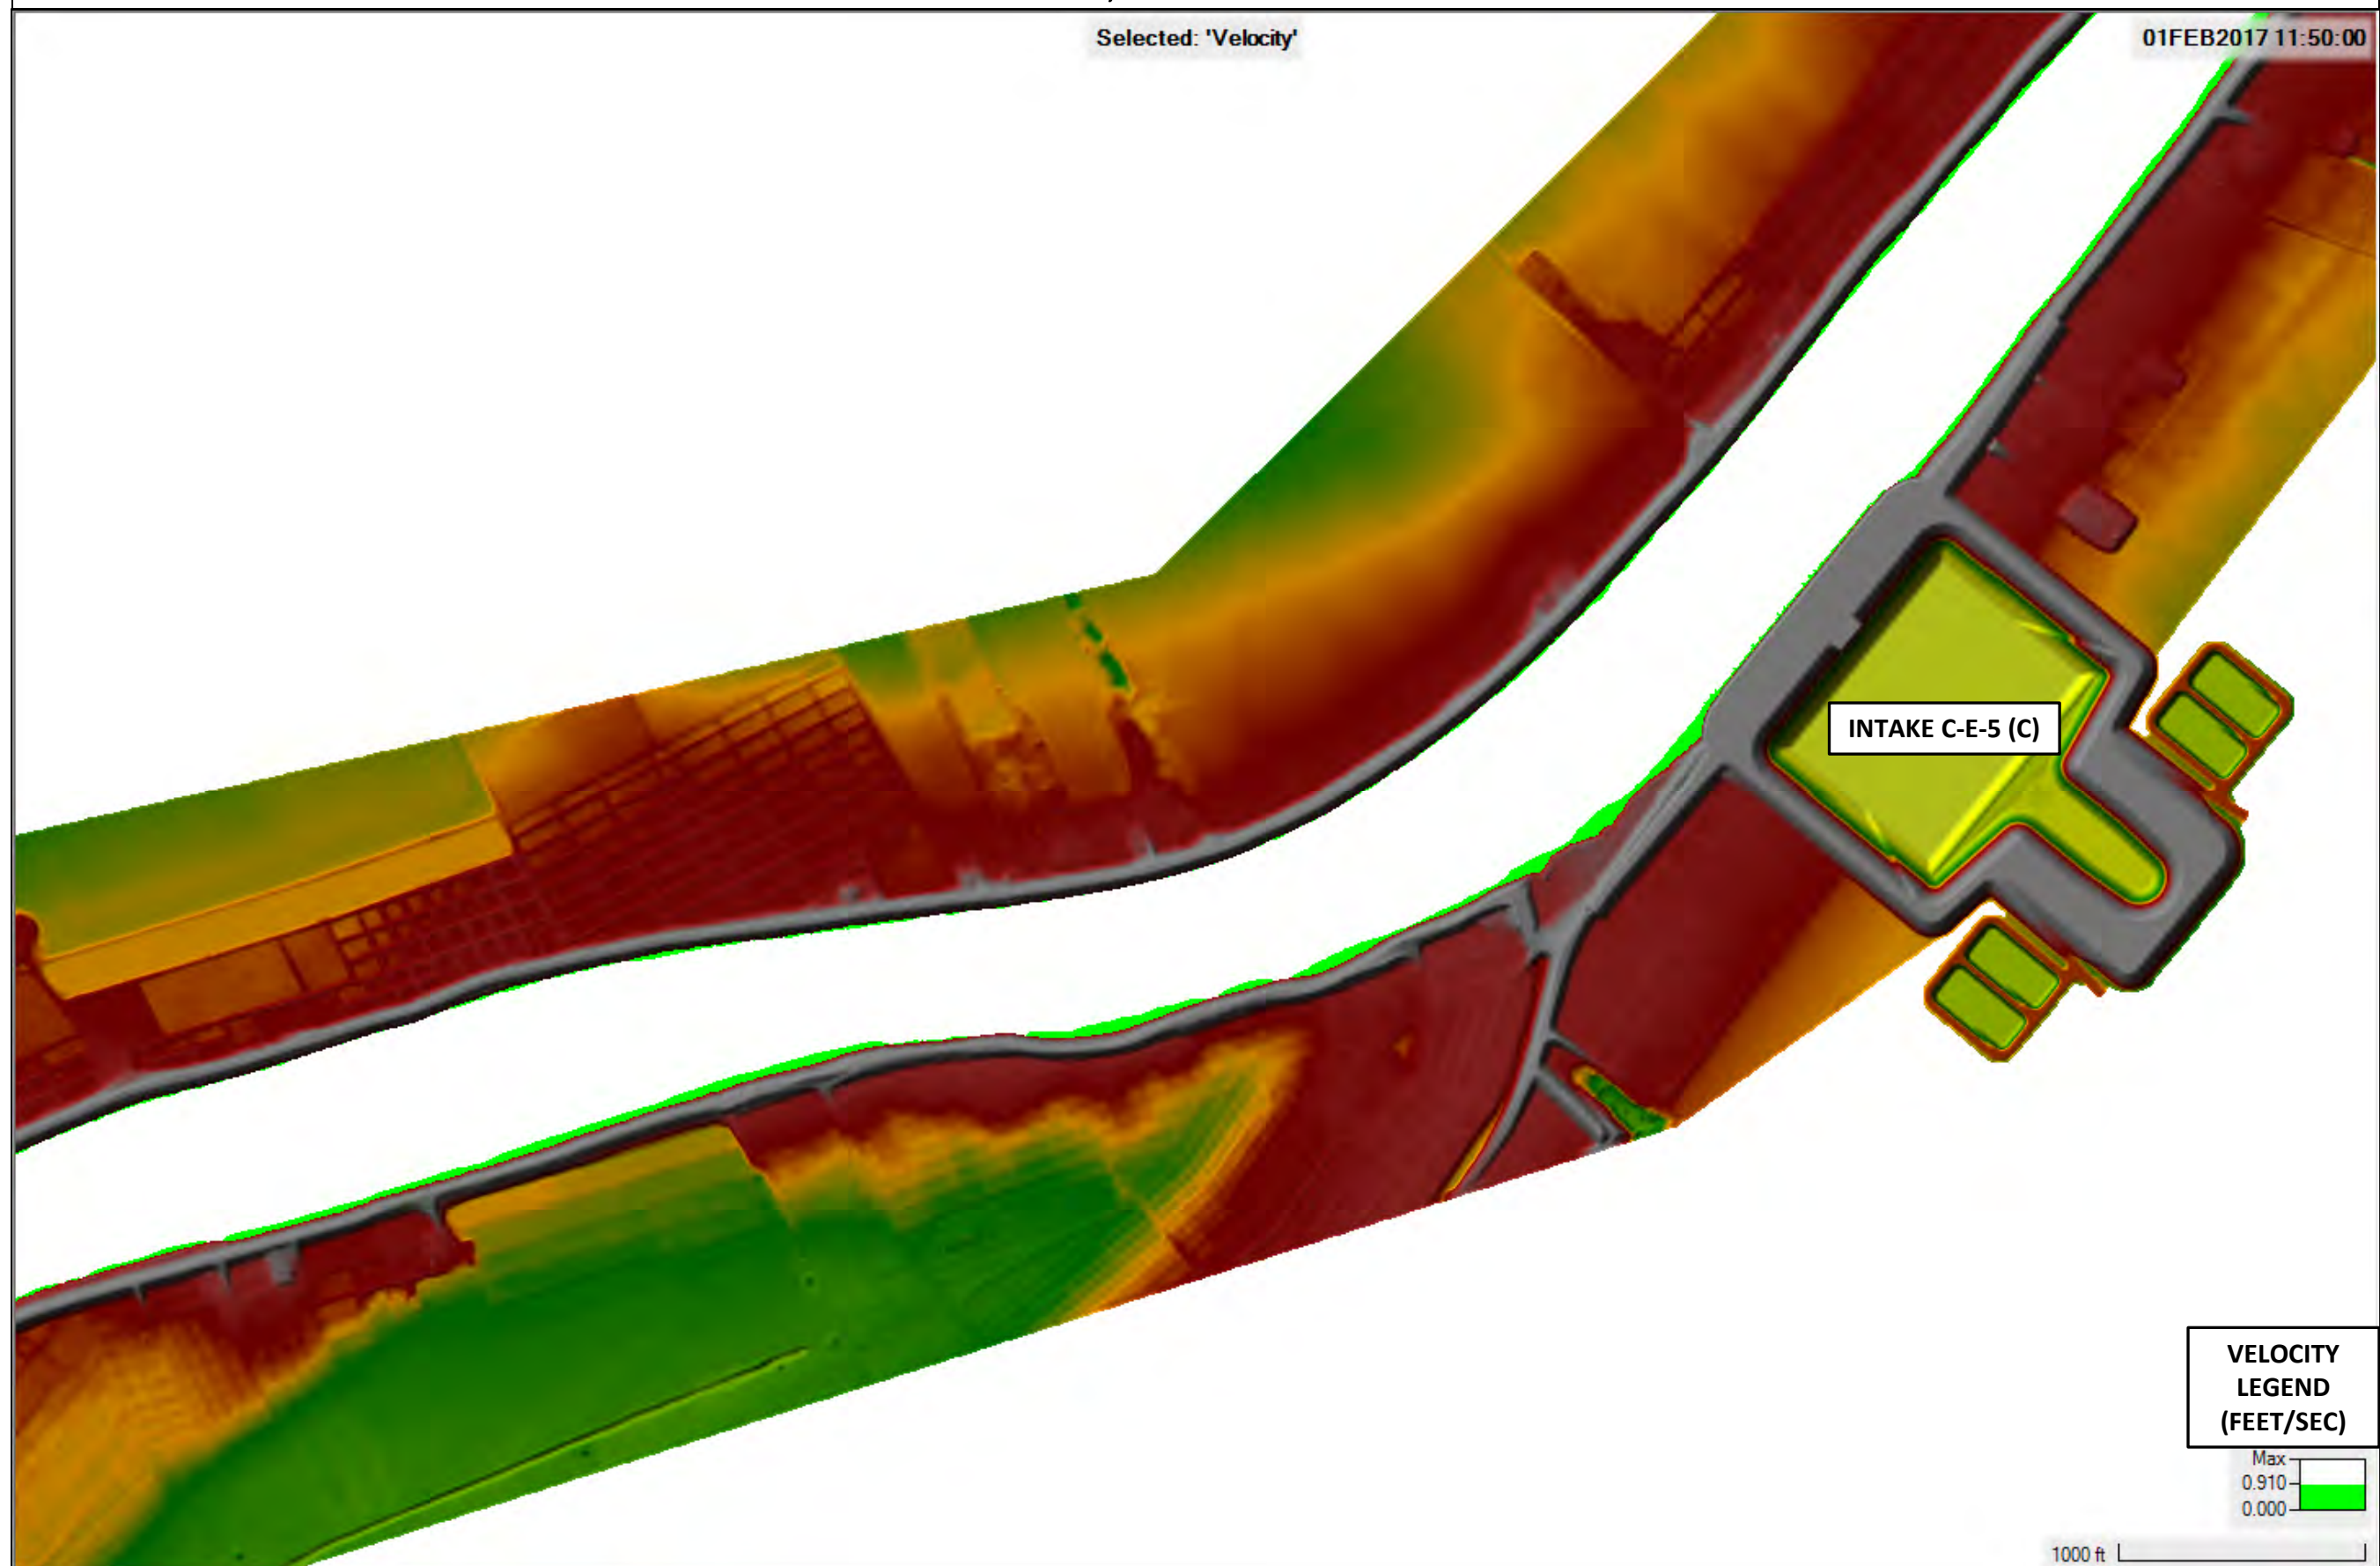 Selected: 'Velocity'
01FEB2017 11:50:00
INTAKE C-E-5 (C)
VELOCITY
LEGEND
(FEET/SEC)
Max
0.910
0.000
1000 ft